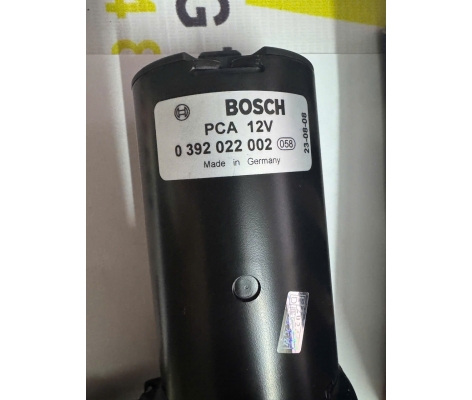 BOSCH
PCA 12V
0 392 022 002 058
Made in Germany
23-08-08
G